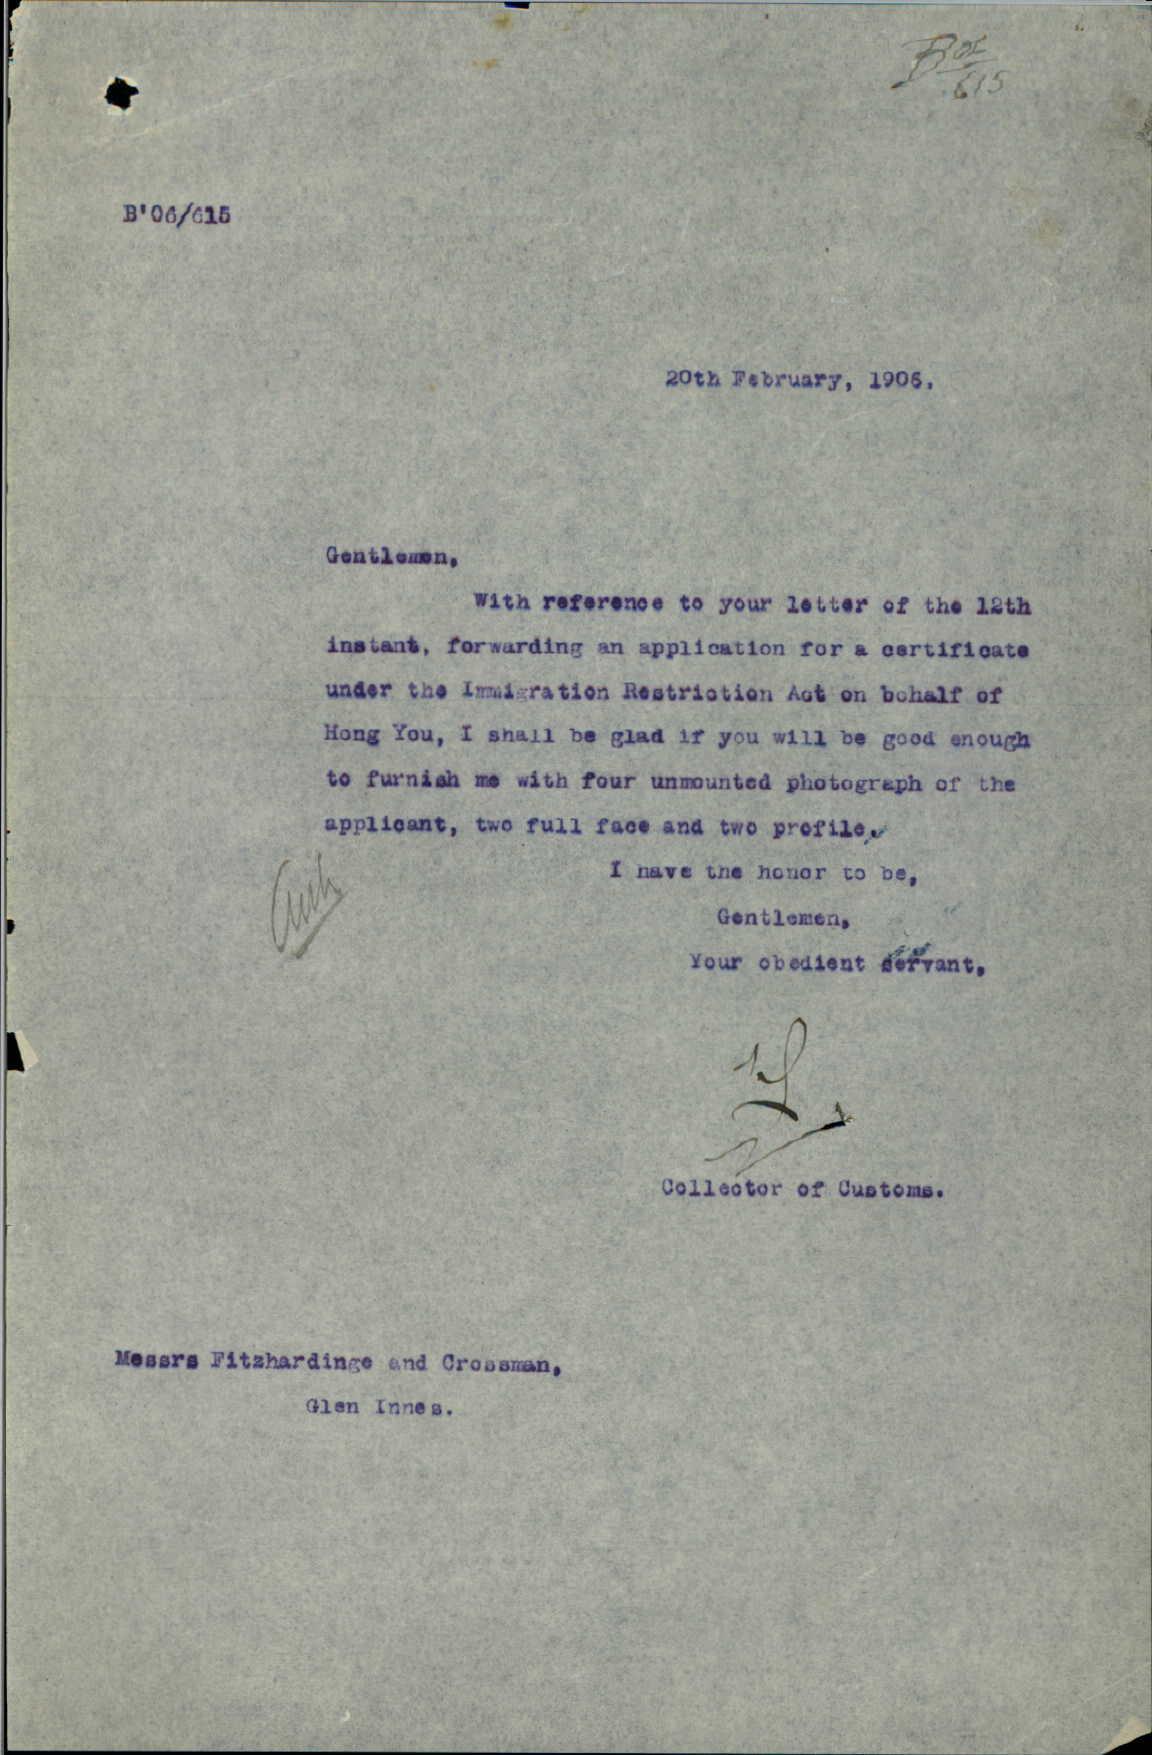 B 06/615
B'06/615
20th February, 1906.
Gentlemen,
With reference to your letter of the 12th
instant, forwarding an application for a certificate
under the Immigration Restriction Act on behalf of
Hong You, I shall be glad if you will be good enough
to furnish me with four unmounted photograph of the
applicant, two full face and two profile.
I have the honor to be,
Gentlemen,
Your obedient servant,
Collector of Customs.
Messrs Fitzhardinge and Crossman,
Glen Innes.